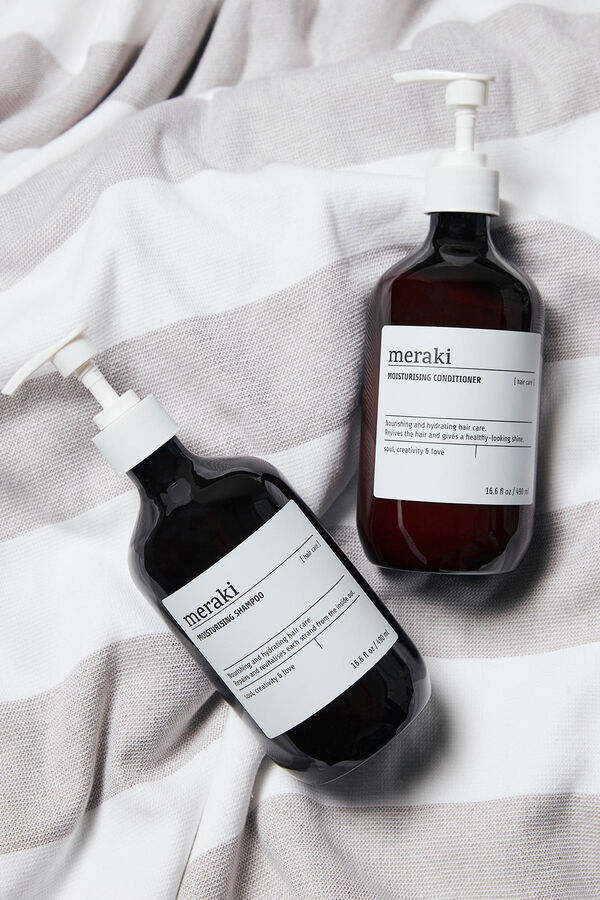 meraki
MOISTURISING CONDITIONER
[ hair care ]
Nourishing and hydrating hair care.
Revives the hair and gives a healthy-looking shine.
soul, creativity & love
16.6 fl oz / 490 ml
meraki
MOISTURISING SHAMPOO
[ hair care ]
Nourishing and hydrating hair care.
Repairs and revitalises each strand from the inside out.
soul, creativity & love
16.6 fl oz / 490 ml